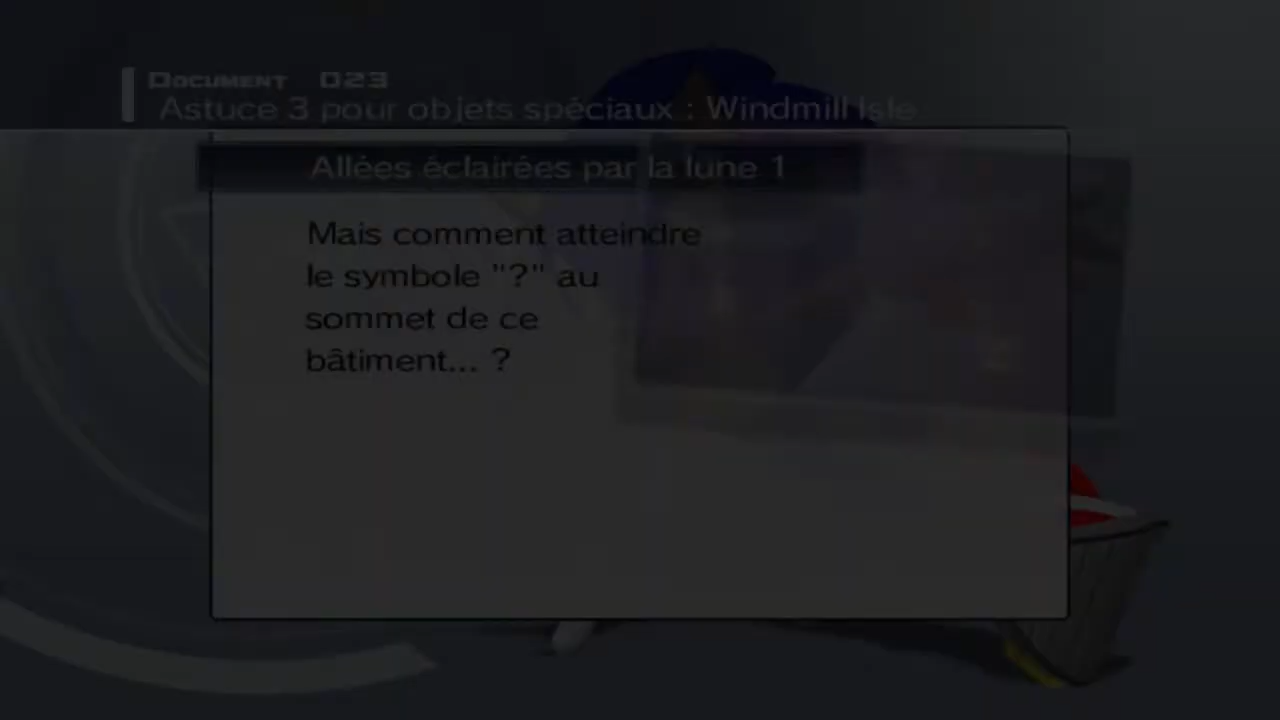 Document 023
Astuce 3 pour objets spéciaux : Windmill Isle
Allées éclairées par la lune 1
Mais comment atteindre
le symbole "?" au
sommet de ce
bâtiment... ?